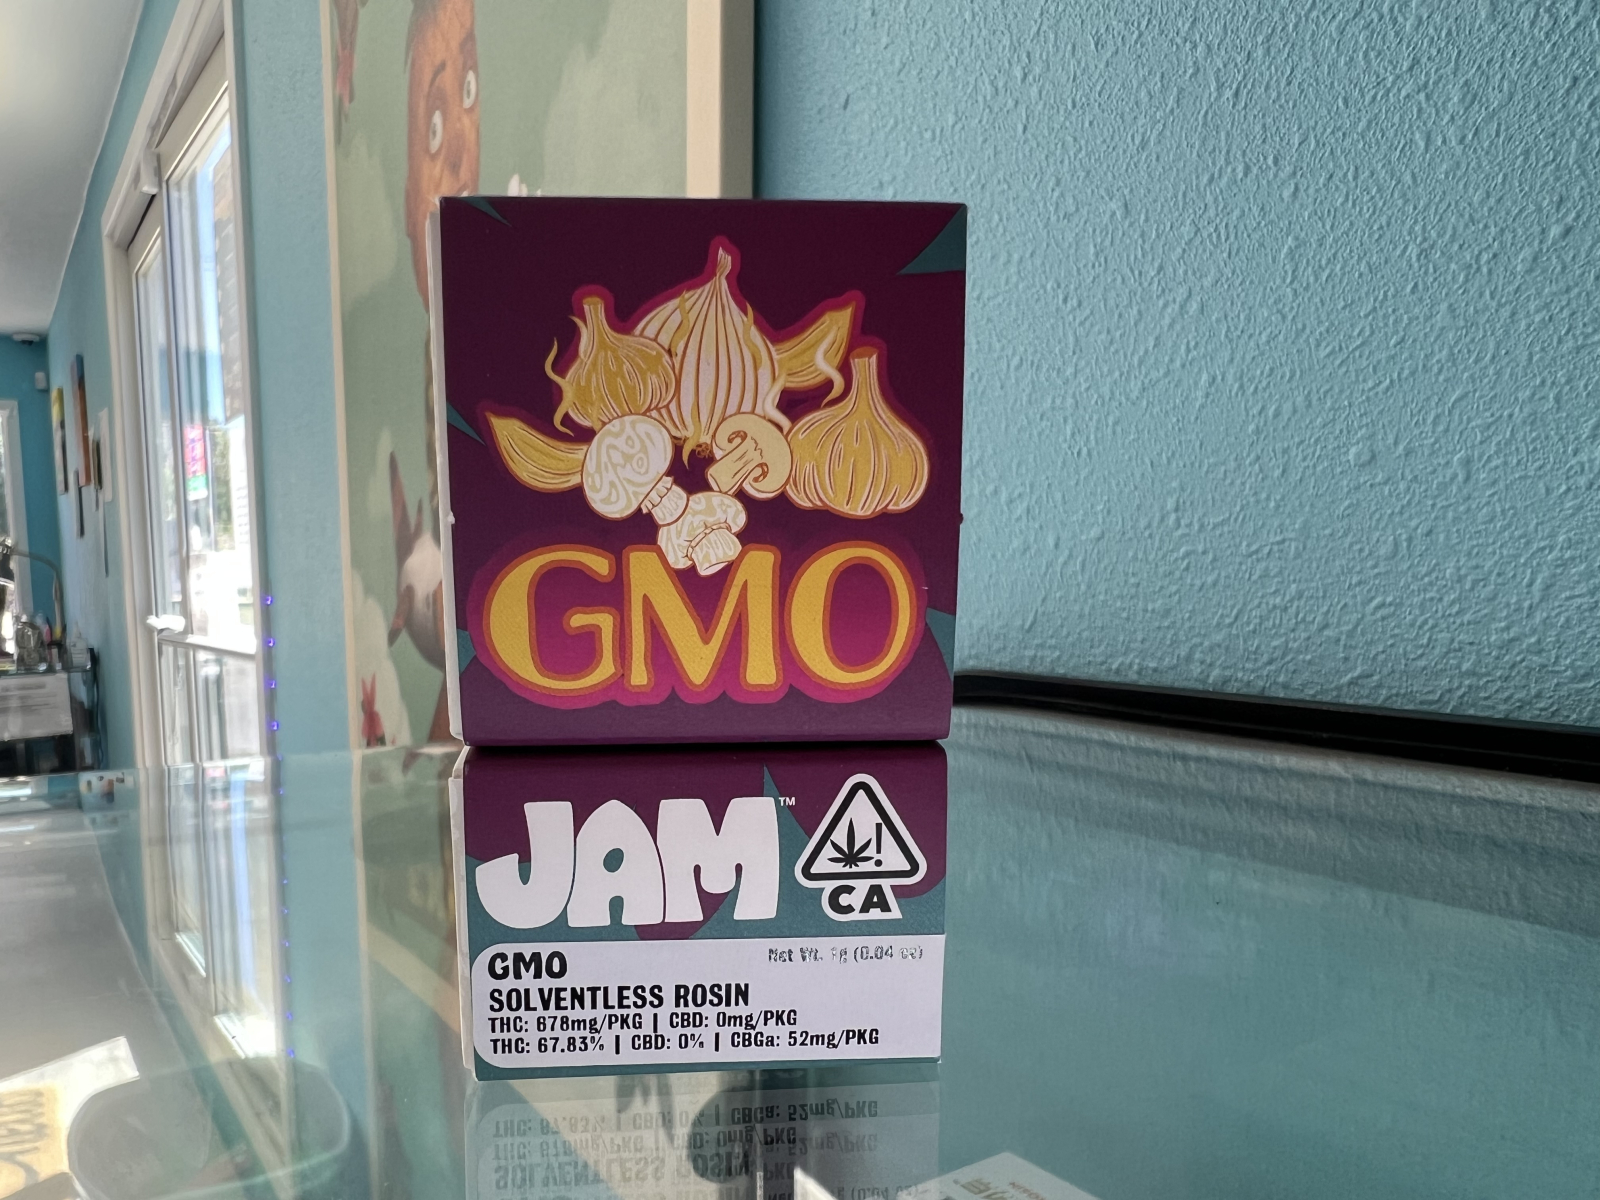 GMO
JAM™
CA
GMO
Net Wt. 1g (0.04 oz)
SOLVENTLESS ROSIN
THC: 678mg/PKG | CBD: 0mg/PKG
THC: 67.83% | CBD: 0% | CBGa: 52mg/PKG